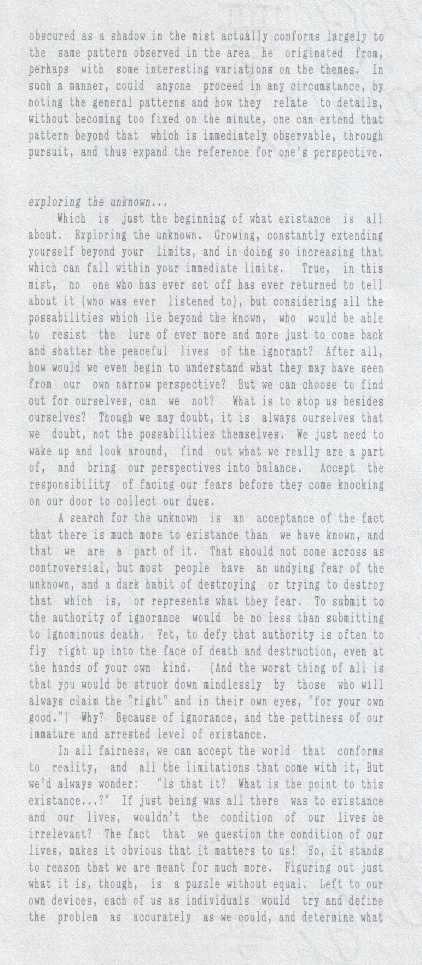 obscured as a shadow in the mist actually conforms largely to
the same pattern observed in the area he originated from,
perhaps with some interesting variations on the themes. In
such a manner, could anyone proceed in any circumstance, by
noting the general patterns and how they relate to details,
without becoming too fixed on the minute, one can extend that
pattern beyond that which is immediately observable, through
pursuit, and thus expand the reference for one's perspective.
exploring the unknown...
Which is just the beginning of what existance is all
about. Exploring the unknown. Growing, constantly extending
yourself beyond your limits, and in doing so increasing that
which can fall within your immediate limits. True, in this
mist, no one who has ever set off has ever returned to tell
about it (who was ever listened to), but considering all the
possabilities which lie beyond the known, who would be able
to resist the lure of ever more and more just to come back
and shatter the peaceful lives of the ignorant? After all,
how would we even begin to understand what they may have seen
from our own narrow perspective? But we can choose to find
out for ourselves, can we not? What is to stop us besides
ourselves? Though we may doubt, it is always ourselves that
we doubt, not the possabilities themselves. We just need to
wake up and look around, find out what we really are a part
of, and bring our perspectives into balance. Accept the
responsibility of facing our fears before they come knocking
on our door to collect our dues.
A search for the unknown is an acceptance of the fact
that there is much more to existance than we have known, and
that we are a part of it. That should not come across as
controversial, but most people have an undying fear of the
unknown, and a dark habit of destroying or trying to destroy
that which is, or represents what they fear. To submit to
the authority of ignorance would be no less than submitting
to ignominous death. Yet, to defy that authority is often to
fly right up into the face of death and destruction, even at
the hands of your own kind. (And the worst thing of all is
that you would be struck down mindlessly by those who will
always claim the "right" and in their own eyes, "for your own
good.") Why? Because of ignorance, and the pettiness of our
immature and arrested level of existance.
In all fairness, we can accept the world that conforms
to reality, and all the limitations that come with it, But
we'd always wonder: "Is that it? What is the point to this
existance...?" If just being was all there was to existance
and our lives, wouldn't the condition of our lives be
irrelevant? The fact that we question the condition of our
lives, makes it obvious that it matters to us! So, it stands
to reason that we are meant for much more. Figuring out just
what it is, though, is a puzzle without equal. Left to our
own devices, each of us as individuals would try and define
the problem as accurately as we could, and determine what